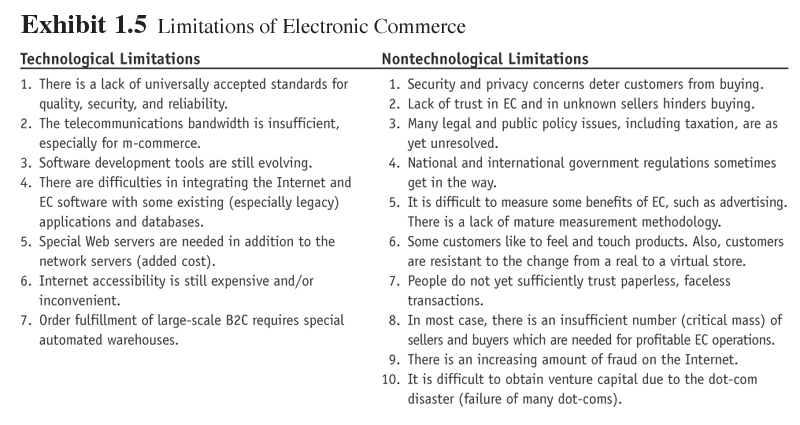 Exhibit 1.5 Limitations of Electronic Commerce
Technological Limitations
1. There is a lack of universally accepted standards for
quality, security, and reliability.
2. The telecommunications bandwidth is insufficient,
especially for m-commerce.
3. Software development tools are still evolving.
4. There are difficulties in integrating the Internet and
EC software with some existing (especially legacy)
applications and databases.
5. Special Web servers are needed in addition to the
network servers (added cost).
6. Internet accessibility is still expensive and/or
inconvenient.
7. Order fulfillment of large-scale B2C requires special
automated warehouses.
Nontechnological Limitations
1. Security and privacy concerns deter customers from buying.
2. Lack of trust in EC and in unknown sellers hinders buying.
3. Many legal and public policy issues, including taxation, are as
yet unresolved.
4. National and international government regulations sometimes
get in the way.
5. It is difficult to measure some benefits of EC, such as advertising.
There is a lack of mature measurement methodology.
6. Some customers like to feel and touch products. Also, customers
are resistant to the change from a real to a virtual store.
7. People do not yet sufficiently trust paperless, faceless
transactions.
8. In most case, there is an insufficient number (critical mass) of
sellers and buyers which are needed for profitable EC operations.
9. There is an increasing amount of fraud on the Internet.
10. It is difficult to obtain venture capital due to the dot-com
disaster (failure of many dot-coms).